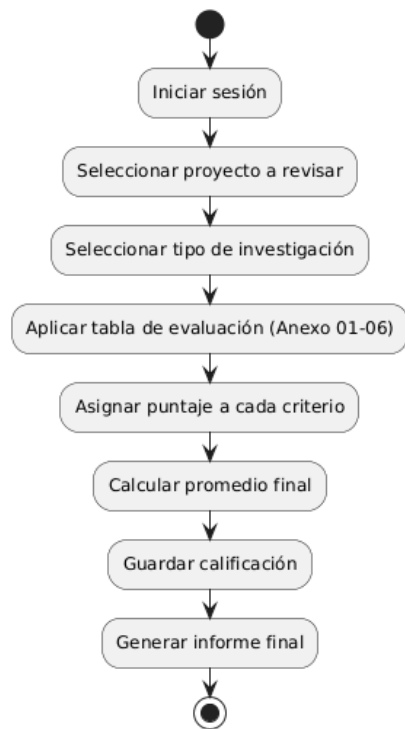 Iniciar sesión
Seleccionar proyecto a revisar
Seleccionar tipo de investigación
Aplicar tabla de evaluación (Anexo 01-06)
Asignar puntaje a cada criterio
Calcular promedio final
Guardar calificación
Generar informe final